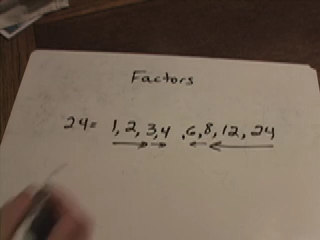 Factors
24= 1, 2, 3, 4 , 6, 8, 12, 24